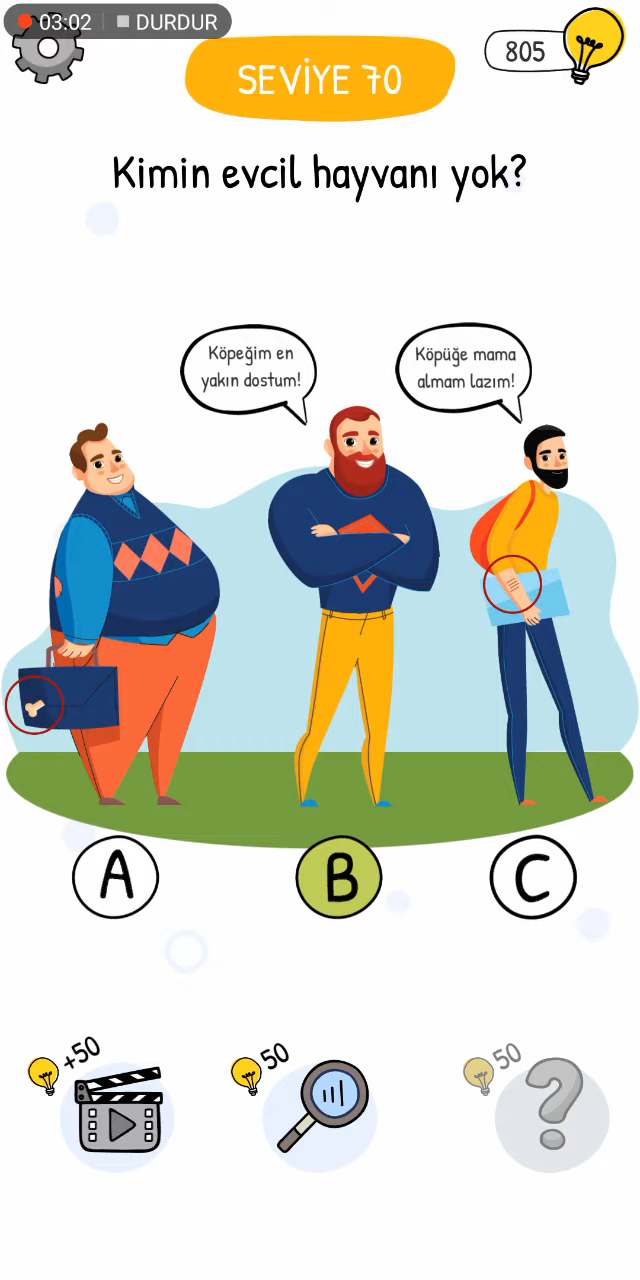 03:02 DURDUR
805
SEVİYE 70
Kimin evcil hayvanı yok?
Köpeğim en
yakın dostum!
Köpüğe mama
almam lazım!
A
B
C
+50
50
50
?